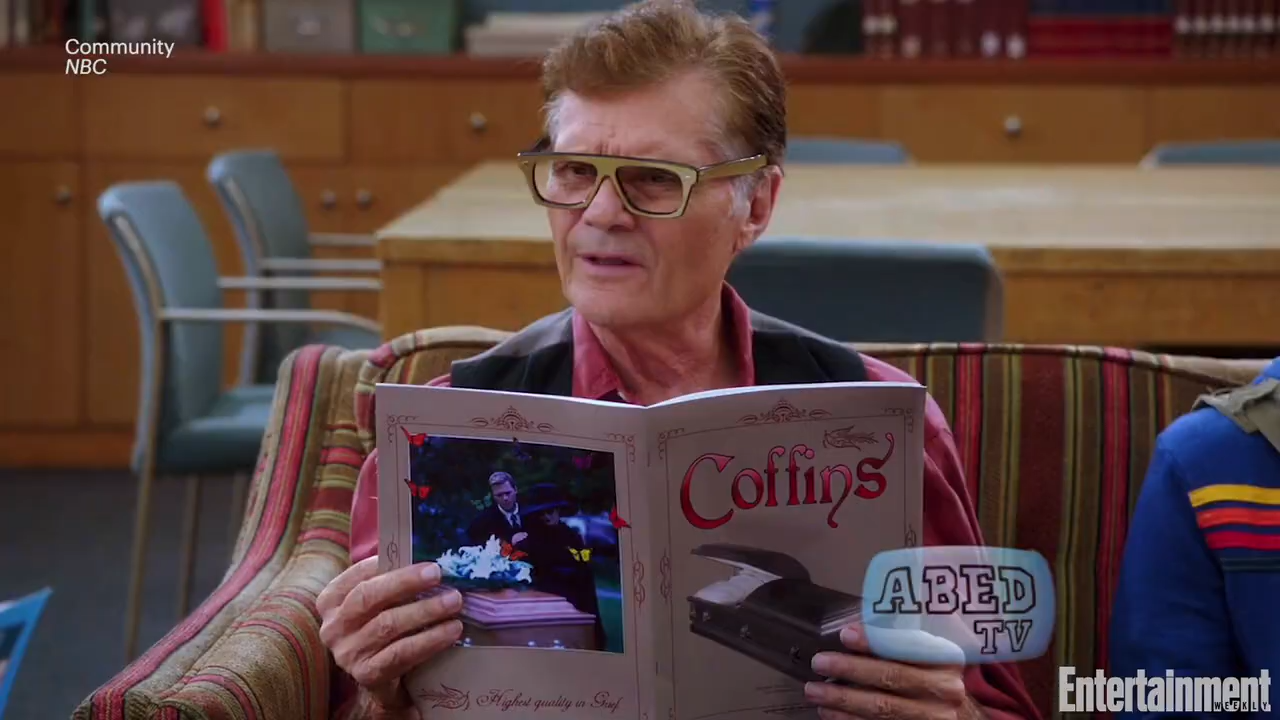 Community
NBC
Coffins
Highest quality in Grief
ABED
TV
Entertainment
WEEKLY